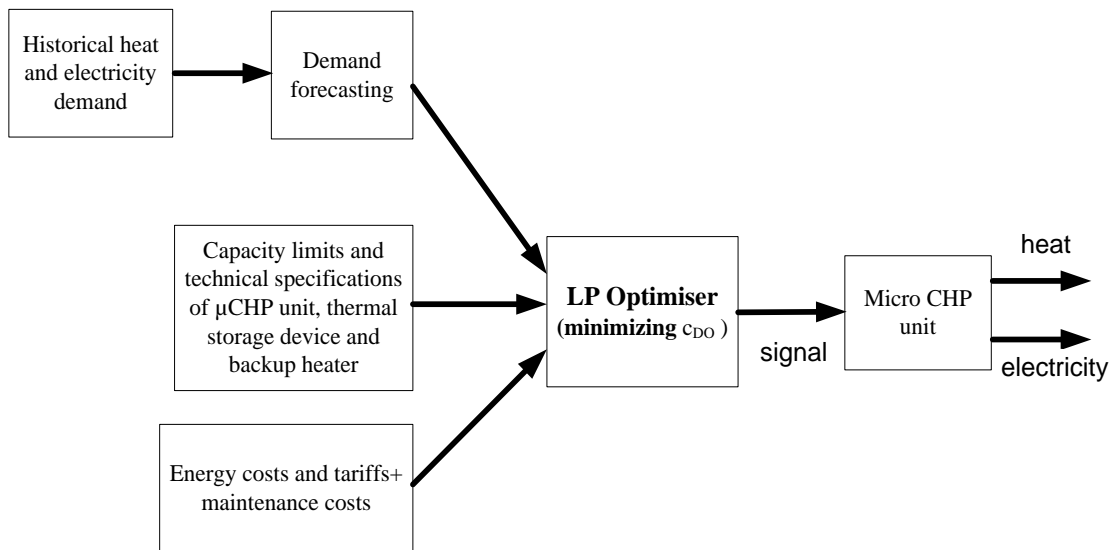 Historical heat
and electricity
demand
Demand
forecasting
Capacity limits and
technical specifications
of µCHP unit, thermal
storage device and
backup heater
Energy costs and tariffs+
maintenance costs
LP Optimiser
(minimizing cDO )
signal
Micro CHP
unit
heat
electricity